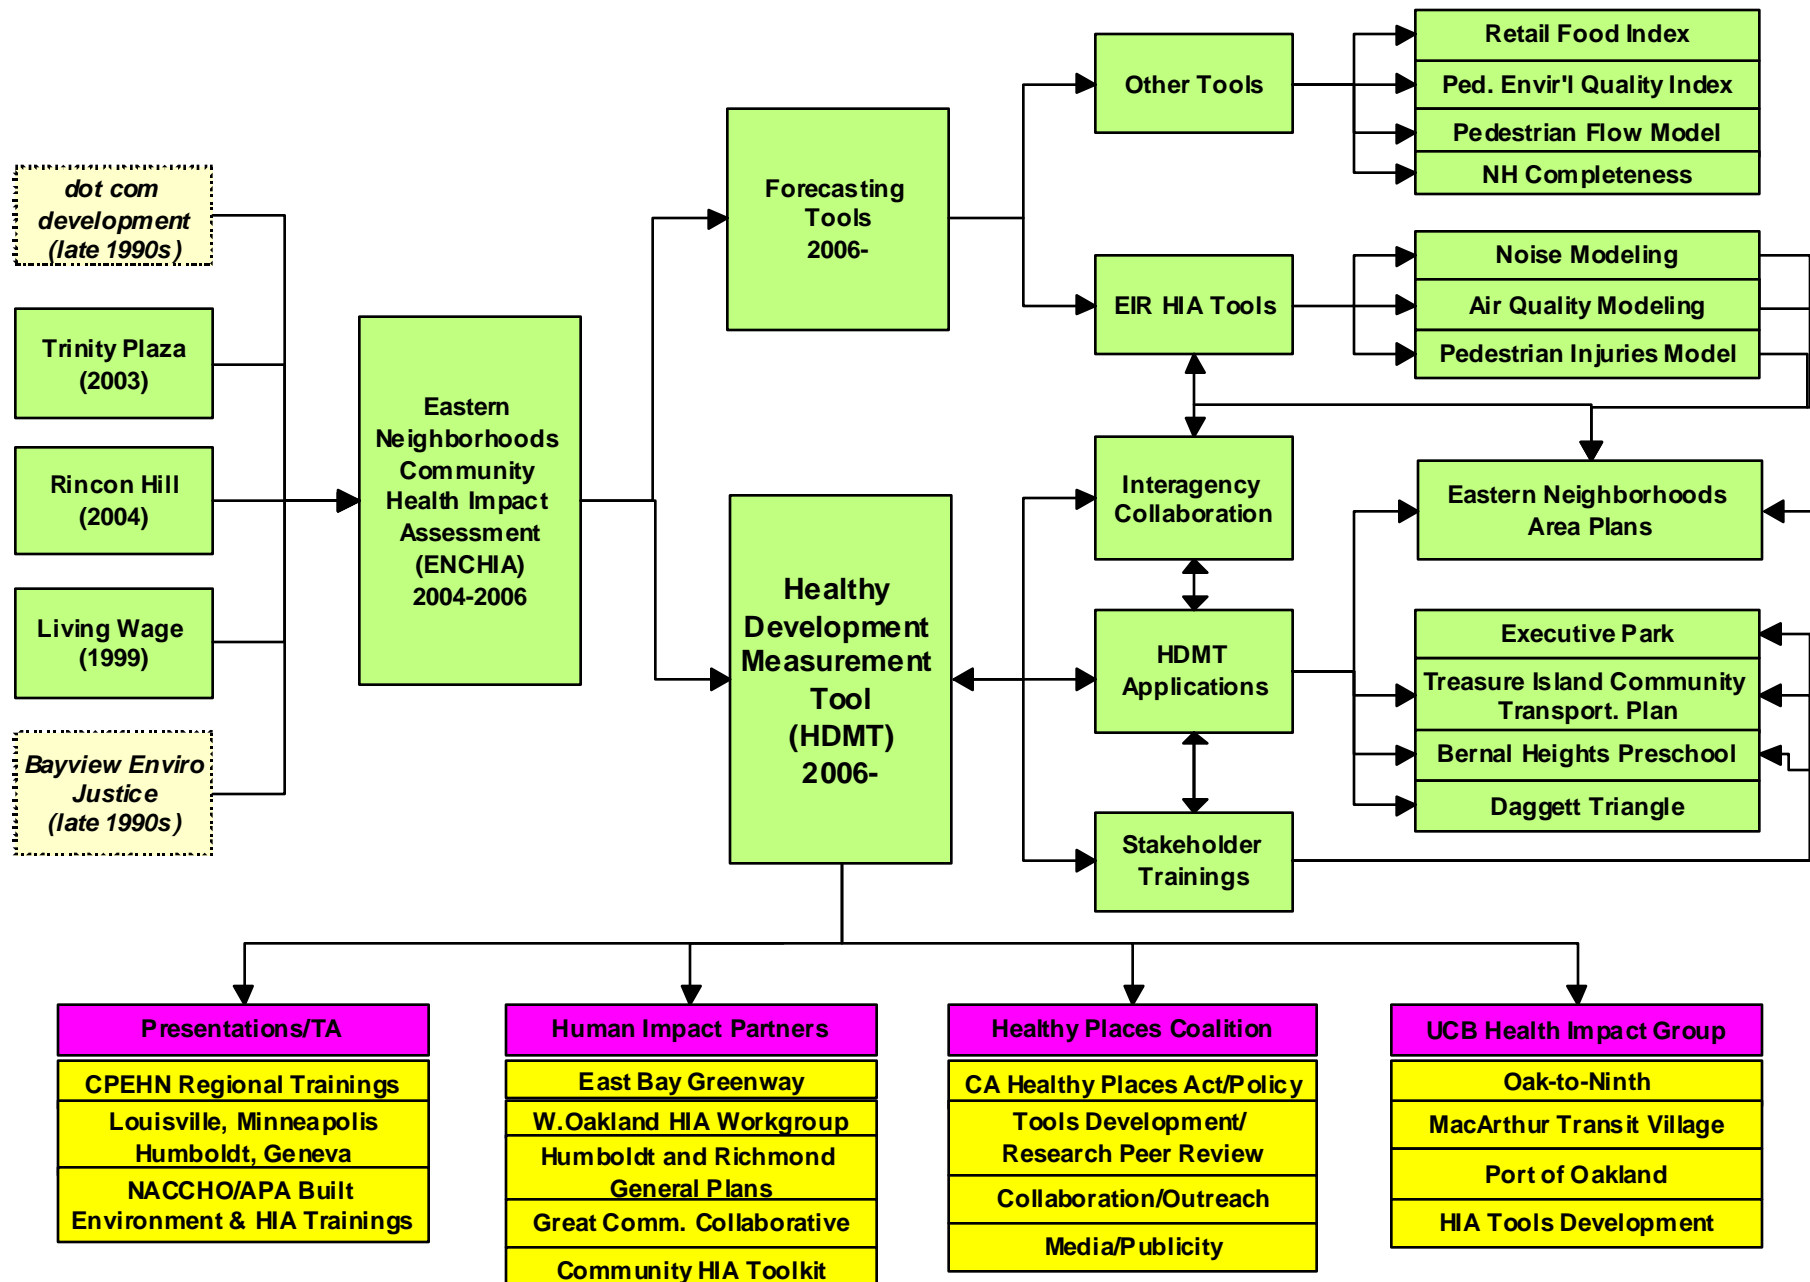 dot com
development
(late 1990s)
Trinity Plaza
(2003)
Rincon Hill
(2004)
Living Wage
(1999)
Bayview Enviro
Justice
(late 1990s)
Eastern
Neighborhoods
Community
Health Impact
Assessment
(ENCHIA)
2004-2006
Forecasting
Tools
2006-
Healthy
Development
Measurement
Tool
(HDMT)
2006-
Other Tools
EIR HIA Tools
Interagency
Collaboration
HDMT
Applications
Stakeholder
Trainings
Retail Food Index
Ped. Envir'l Quality Index
Pedestrian Flow Model
NH Completeness
Noise Modeling
Air Quality Modeling
Pedestrian Injuries Model
Eastern Neighborhoods
Area Plans
Executive Park
Treasure Island Community
Transport. Plan
Bernal Heights Preschool
Daggett Triangle
Presentations/TA
CPEHN Regional Trainings
Louisville, Minneapolis
Humboldt, Geneva
NACCHO/APA Built
Environment & HIA Trainings
Human Impact Partners
East Bay Greenway
W.Oakland HIA Workgroup
Humboldt and Richmond
General Plans
Great Comm. Collaborative
Community HIA Toolkit
Healthy Places Coalition
CA Healthy Places Act/Policy
Tools Development/
Research Peer Review
Collaboration/Outreach
Media/Publicity
UCB Health Impact Group
Oak-to-Ninth
MacArthur Transit Village
Port of Oakland
HIA Tools Development